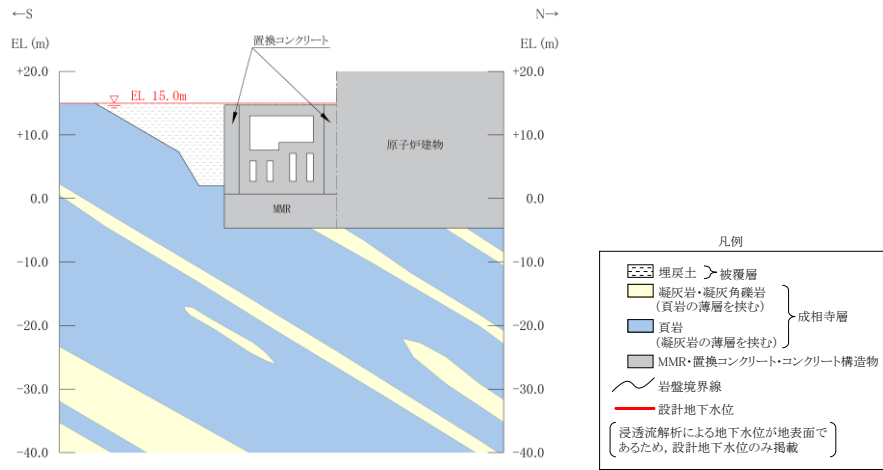 ←S
N→
EL (m)
EL (m)
置換コンクリート
+20.0
+20.0
EL 15.0m
+10.0
+10.0
原子炉建物
0.0
0.0
MMR
-10.0
-10.0
-20.0
-20.0
-30.0
-30.0
-40.0
-40.0
凡例
埋戻土
被覆層
凝灰岩・凝灰角礫岩
(頁岩の薄層を挟む)
成相寺層
頁岩
(凝灰岩の薄層を挟む)
MMR・置換コンクリート・コンクリート構造物
岩盤境界線
設計地下水位
浸透流解析による地下水位が地表面で
あるため，設計地下水位のみ掲載